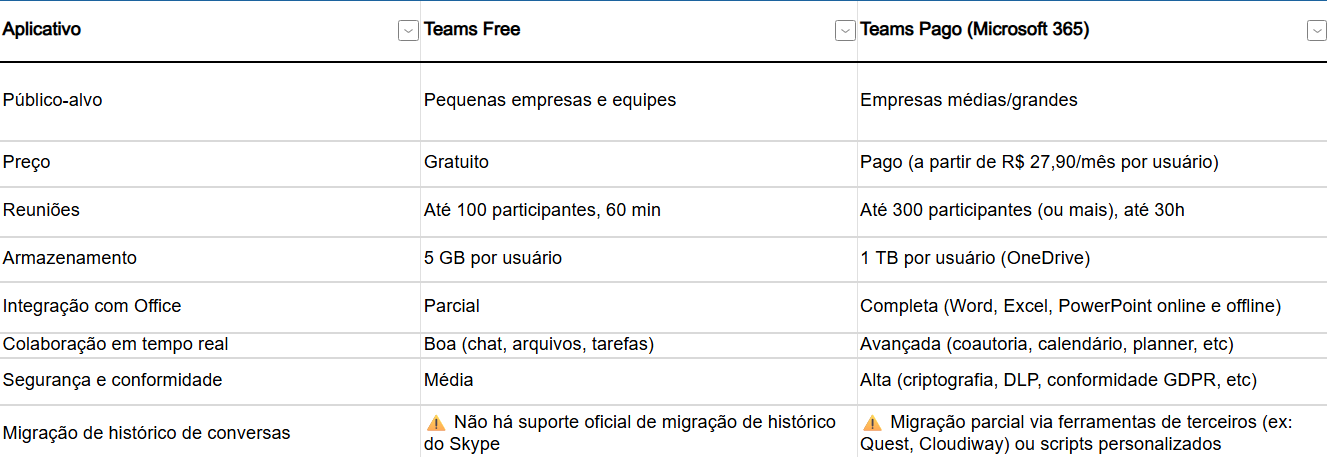 Aplicativo Teams Free Teams Pago (Microsoft 365)
Público-alvo Pequenas empresas e equipes Empresas médias/grandes
Preço Gratuito Pago (a partir de R$ 27,90/mês por usuário)
Reuniões Até 100 participantes, 60 min Até 300 participantes (ou mais), até 30h
Armazenamento 5 GB por usuário 1 TB por usuário (OneDrive)
Integração com Office Parcial Completa (Word, Excel, PowerPoint online e offline)
Colaboração em tempo real Boa (chat, arquivos, tarefas) Avançada (coautoria, calendário, planner, etc)
Segurança e conformidade Média Alta (criptografia, DLP, conformidade GDPR, etc)
Migração de histórico de conversas
⚠️ Não há suporte oficial de migração de histórico
do Skype
⚠️ Migração parcial via ferramentas de terceiros (ex:
Quest, Cloudiway) ou scripts personalizados